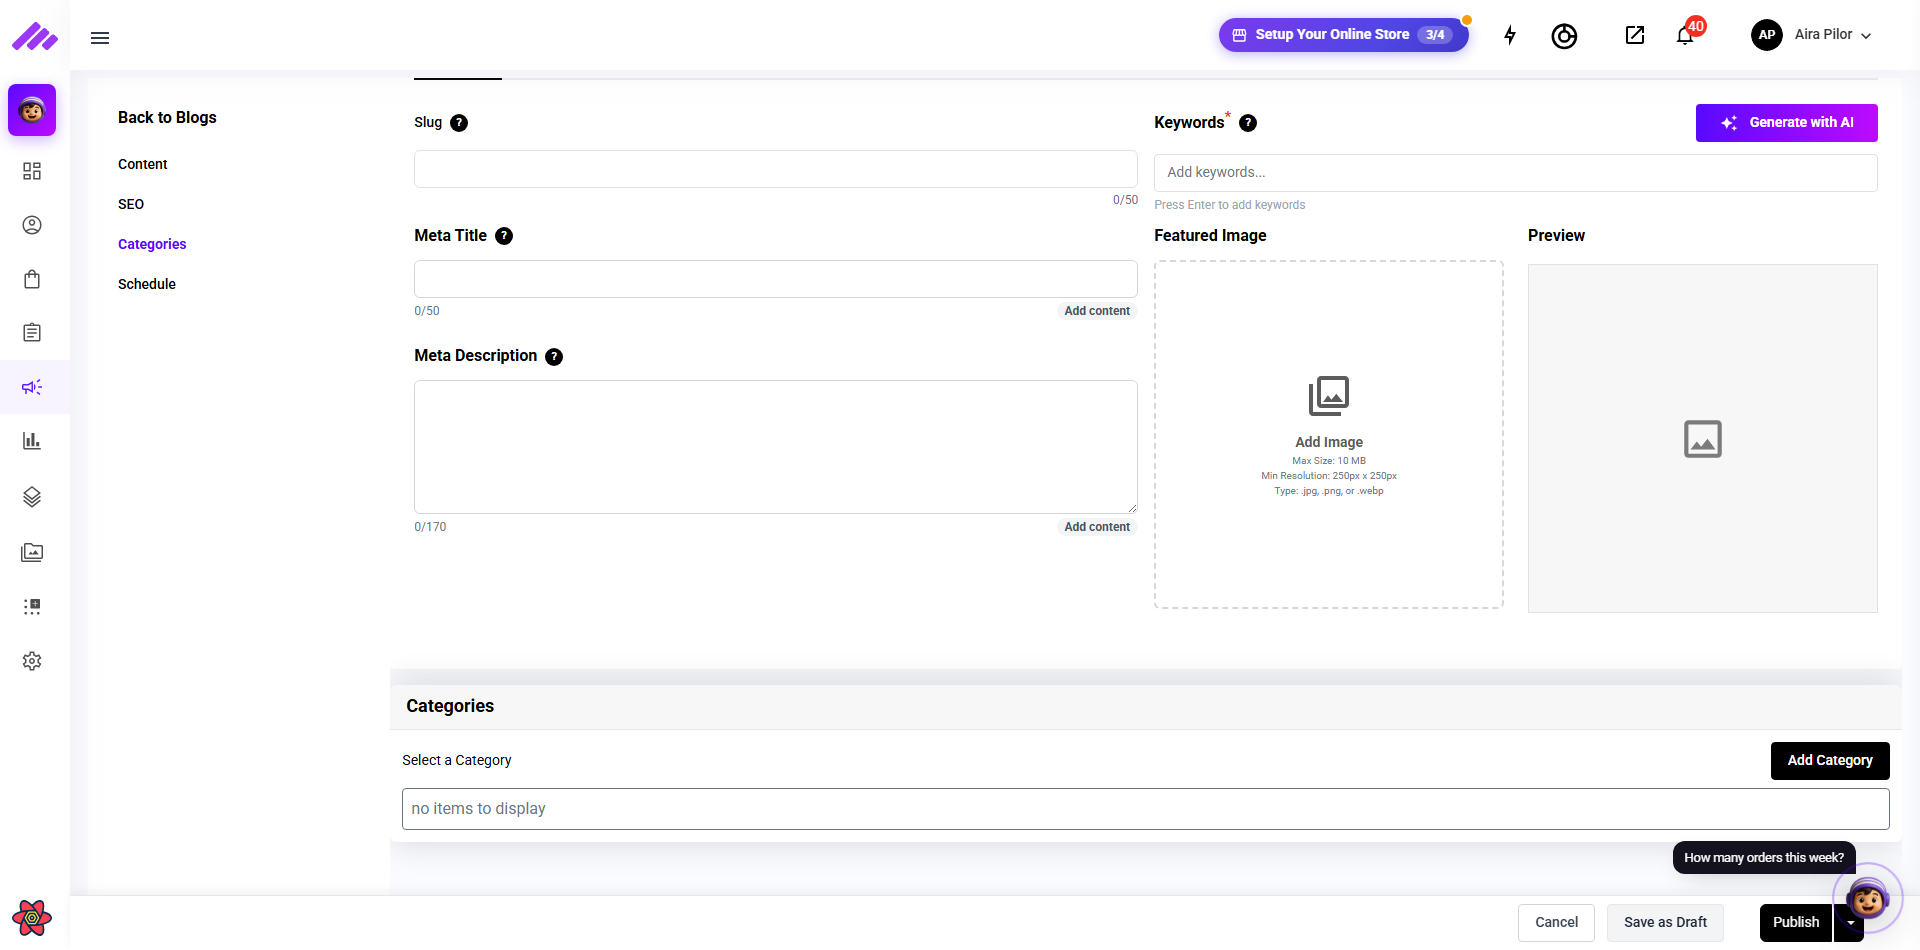 Setup Your Online Store 3/4
40
AP Aira Pilor
Back to Blogs
Content
SEO
Categories
Schedule
Slug ?
0/50
Keywords* ?
Generate with AI
Add keywords...
Press Enter to add keywords
Meta Title ?
0/50 Add content
Meta Description ?
0/170 Add content
Featured Image
Add Image
Max Size: 10 MB
Min Resolution: 250px x 250px
Type: .jpg, .png, or .webp
Preview
Categories
Select a Category
Add Category
no items to display
How many orders this week?
Cancel
Save as Draft
Publish